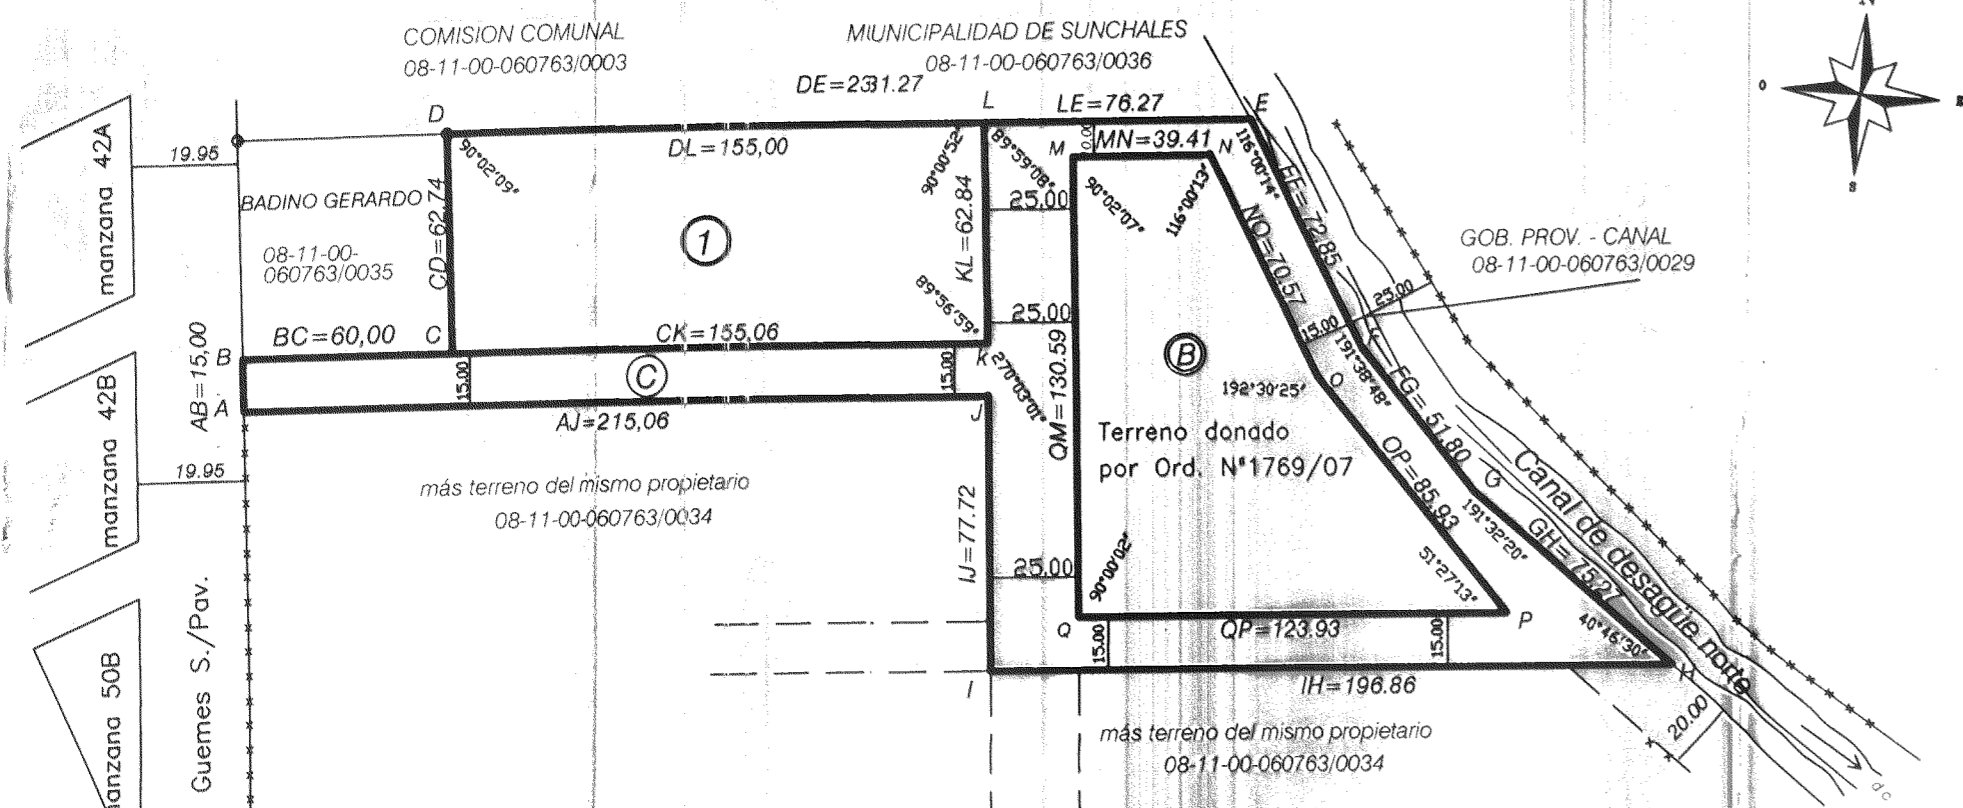 N
COMISION COMUNAL
08-11-00-060763/0003
MIUNICIPALIDAD DE SUNCHALES
08-11-00-060763/0036
DE=231.27
O
D
L
LE=76.27
E
manzana 42A
19.95
90°02'09"
DL=155,00
90°00'52"
89°59'08"
M
MN=39.41
N
116°00'14"
S
BADINO GERARDO
08-11-00-
060763/0035
CD=62.74
1
KL=62.84
25.00
90°02'07"
116°00'13"
EF= 72.85
NO=70.57
GOB. PROV. - CANAL
08-11-00-060763/0029
25.00
89°56'59"
25.00
15.00
F
BC=60,00
C
CK=155.06
B
AB=15,00
A
15.00
C
15.00
K
270°03'01"
QM=130.59
B
192°30'25"
O
191°38'48"
FG= 51.80
manzana 42B
AJ=215,06
J
Terreno donado
por Ord. N°1769/07
OP=85.93
G
19.95
más terreno del mismo propietario
08-11-00-060763/0034
IJ=77.72
191°32'20"
GH= 75.27
Canal de desagüe norte
25.00
90°00'02"
51°27'13"
40°46'30"
Guemes S./Pav.
Q
15.00
QP=123.93
15.00
P
H
manzana 50B
I
IH=196.86
más terreno del mismo propietario
08-11-00-060763/0034
20.00